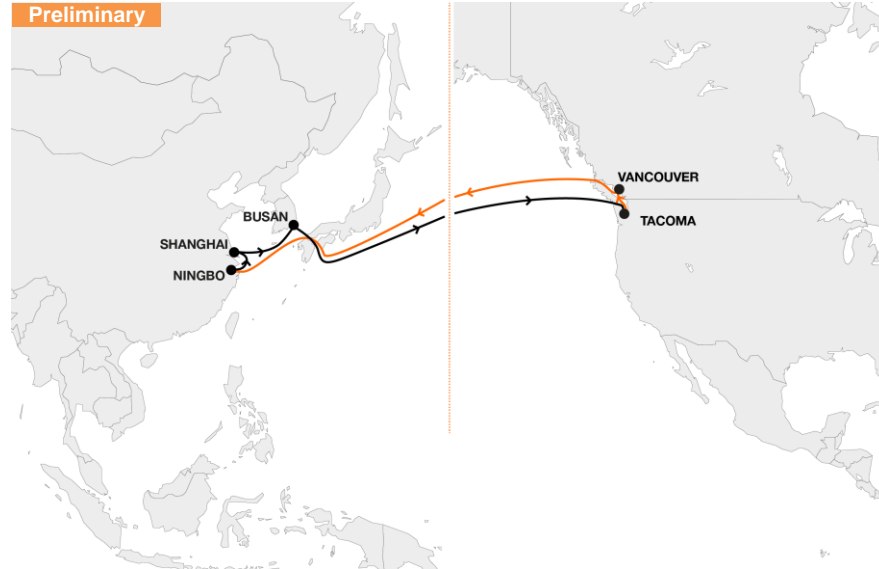 Preliminary
VANCOUVER
BUSAN
TACOMA
SHANGHAI
NINGBO